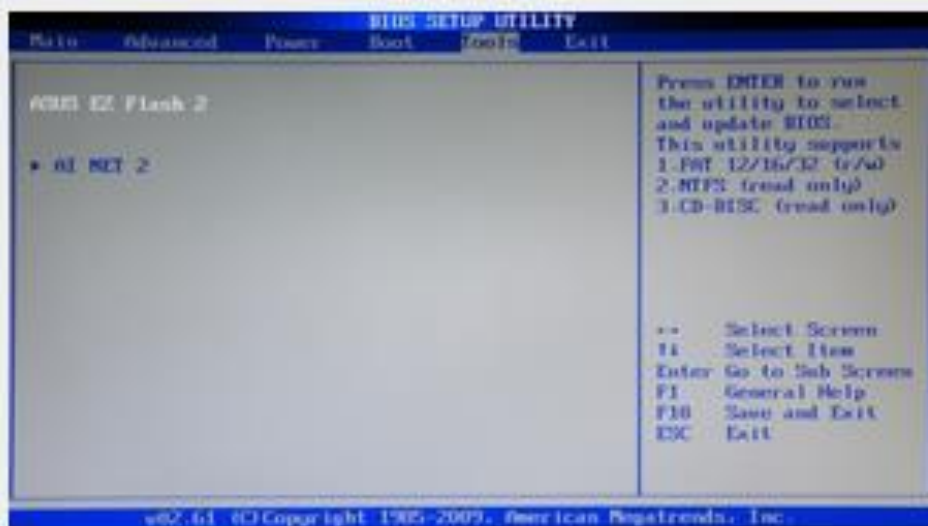 BIOS SETUP UTILITY
Main Advanced Power Boot Tools Exit
ASUS EZ Flash 2
AI NET 2
Press ENTER to run
the utility to select
and update BIOS.
This utility supports
1.FAT 12/16/32 (r/w)
2.NTFS (read only)
3.CD-DISC (read only)
←→ Select Screen
↑↓ Select Item
Enter Go to Sub Screen
F1 General Help
F10 Save and Exit
ESC Exit
v02.61 (C)Copyright 1985-2009, American Megatrends, Inc.